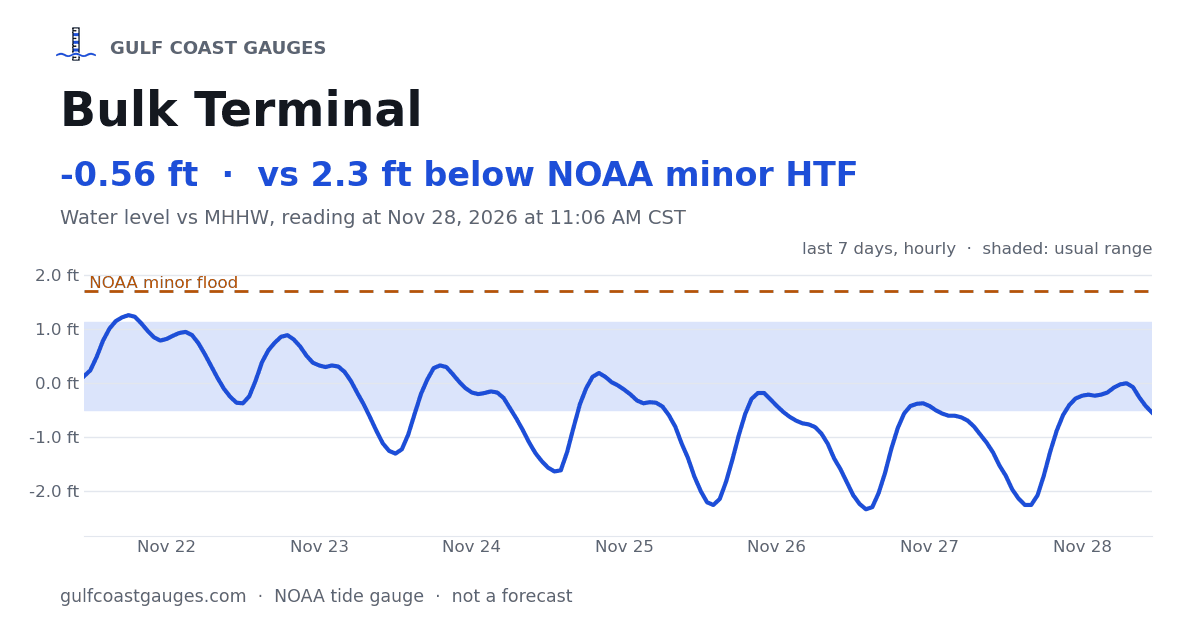 GULF COAST GAUGES
Bulk Terminal
-0.56 ft · vs 2.3 ft below NOAA minor HTF
Water level vs MHHW, reading at Nov 28, 2026 at 11:06 AM CST
last 7 days, hourly · shaded: usual range
2.0 ft
NOAA minor flood
1.0 ft
0.0 ft
-1.0 ft
-2.0 ft
Nov 22 Nov 23 Nov 24 Nov 25 Nov 26 Nov 27 Nov 28
gulfcoastgauges.com · NOAA tide gauge · not a forecast